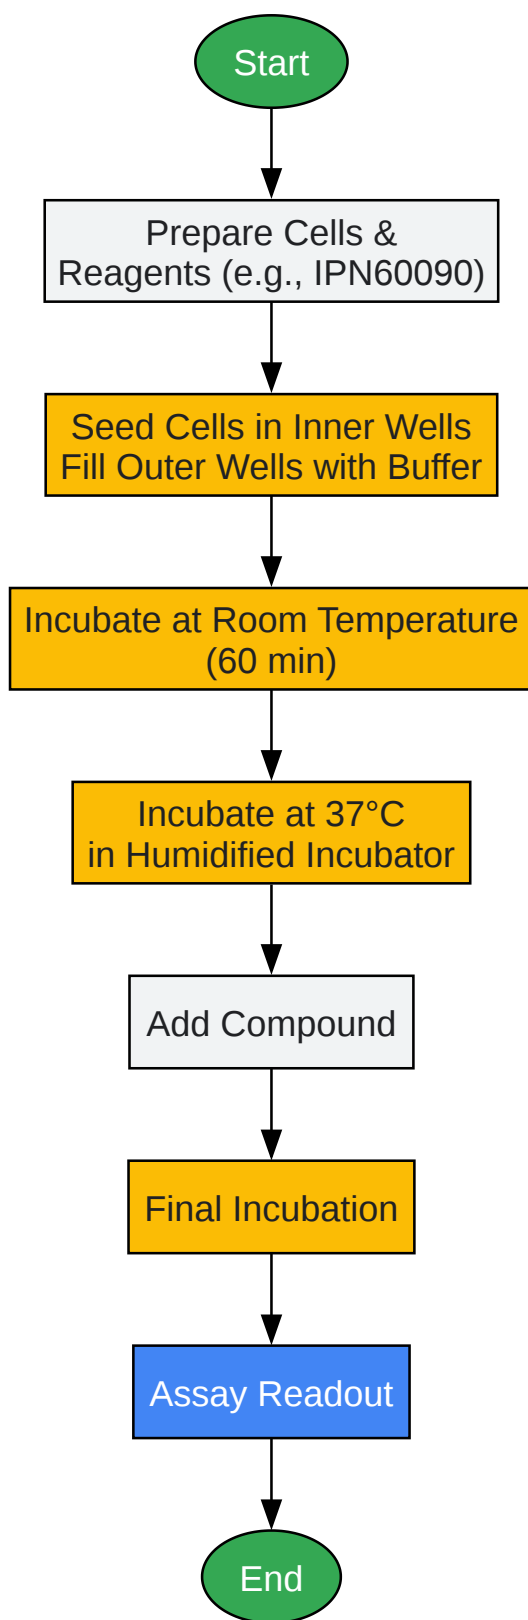 Start
Prepare Cells &
Reagents (e.g., IPN60090)
Seed Cells in Inner Wells
Fill Outer Wells with Buffer
Incubate at Room Temperature
(60 min)
Incubate at 37°C
in Humidified Incubator
Add Compound
Final Incubation
Assay Readout
End